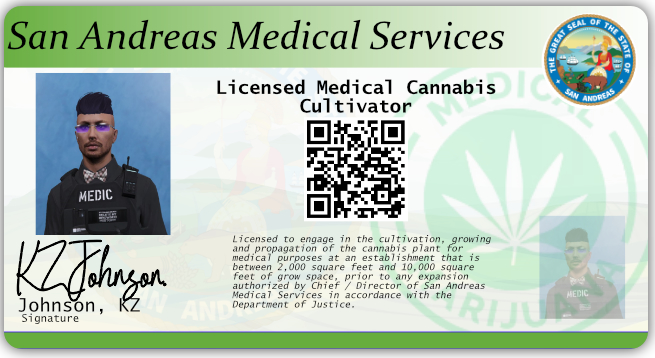 San Andreas Medical Services
THE GREAT SEAL OF THE STATE OF
SAN ANDREAS
Licensed Medical Cannabis
Cultivator
MEDICAL
MEDIC
Licensed to engage in the cultivation, growing
and propagation of the cannabis plant for
medical purposes at an establishment that is
between 2,000 square feet and 10,000 square
feet of grow space, prior to any expansion
authorized by Chief / Director of San Andreas
Medical Services in accordance with the
Department of Justice.
MEDIC
KZJohnson.
Johnson, KZ
Signature